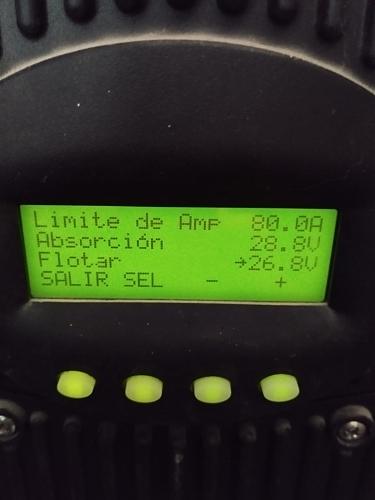 Limite de Amp 80.0A
Absorción 28.8V
Flotar →26.8V
SALIR SEL - +